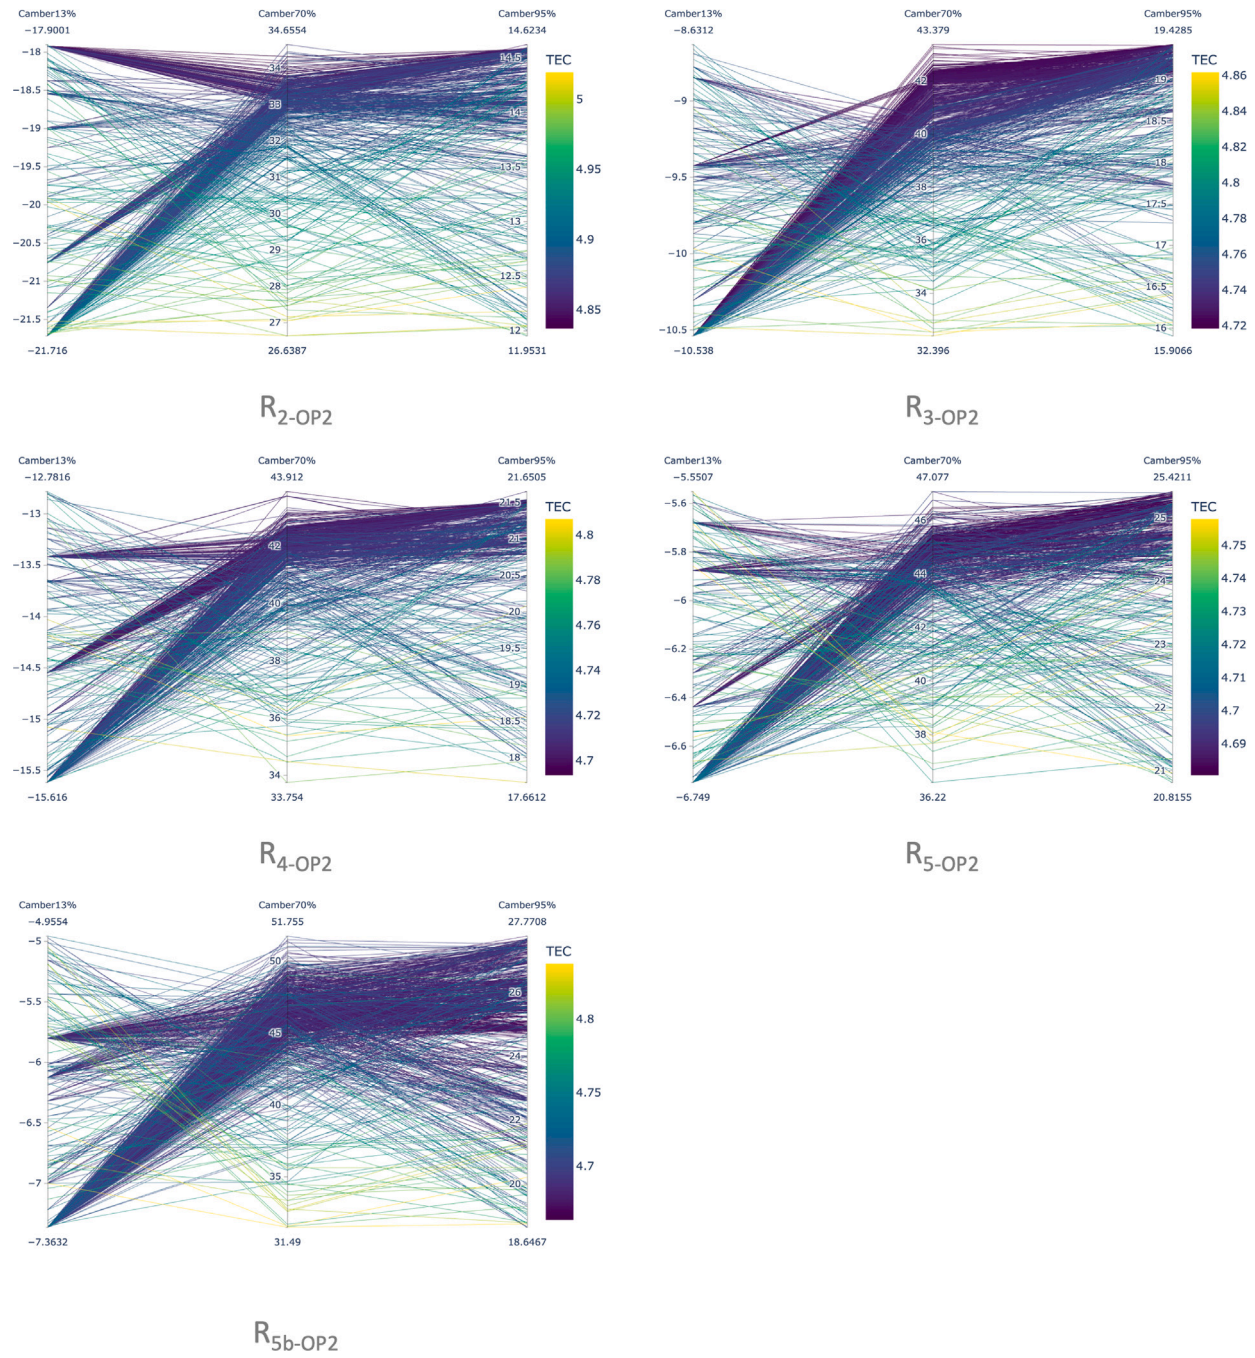 Camber13% Camber70% Camber95%
−17.9001 34.6554 14.6234
−18 −18.5 −19 −19.5 −20 −20.5 −21 −21.5
34 33 32 31 30 29 28 27
14.5 14 13.5 13 12.5 12
TEC
5 4.95 4.9 4.85
−21.716 26.6387 11.9531
R2-OP2
Camber13% Camber70% Camber95%
−8.6312 43.379 19.4285
−9 −9.5 −10 −10.5
42 40 38 36 34
19 18.5 18 17.5 17 16.5 16
TEC
4.86 4.84 4.82 4.8 4.78 4.76 4.74 4.72
−10.538 32.396 15.9066
R3-OP2
Camber13% Camber70% Camber95%
−12.7816 43.912 21.6505
−13 −13.5 −14 −14.5 −15 −15.5
42 40 38 36 34
21.5 21 20.5 20 19.5 19 18.5 18
TEC
4.8 4.78 4.76 4.74 4.72 4.7
−15.616 33.754 17.6612
R4-OP2
Camber13% Camber70% Camber95%
−5.5507 47.077 25.4211
−5.6 −5.8 −6 −6.2 −6.4 −6.6
46 44 42 40 38
25 24 23 22 21
TEC
4.75 4.74 4.73 4.72 4.71 4.7 4.69
−6.749 36.22 20.8155
R5-OP2
Camber13% Camber70% Camber95%
−4.9554 51.755 27.7708
−5 −5.5 −6 −6.5 −7
50 45 40 35
26 24 22 20
TEC
4.8 4.75 4.7
−7.3632 31.49 18.6467
R5b-OP2